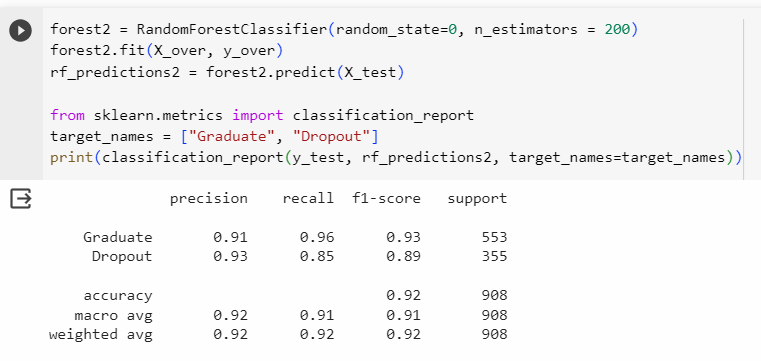 forest2 = RandomForestClassifier(random_state=0, n_estimators = 200)
forest2.fit(X_over, y_over)
rf_predictions2 = forest2.predict(X_test)
from sklearn.metrics import classification_report
target_names = ["Graduate", "Dropout"]
print(classification_report(y_test, rf_predictions2, target_names=target_names))
precision recall f1-score support
Graduate 0.91 0.96 0.93 553
Dropout 0.93 0.85 0.89 355
accuracy 0.92 908
macro avg 0.92 0.91 0.91 908
weighted avg 0.92 0.92 0.92 908